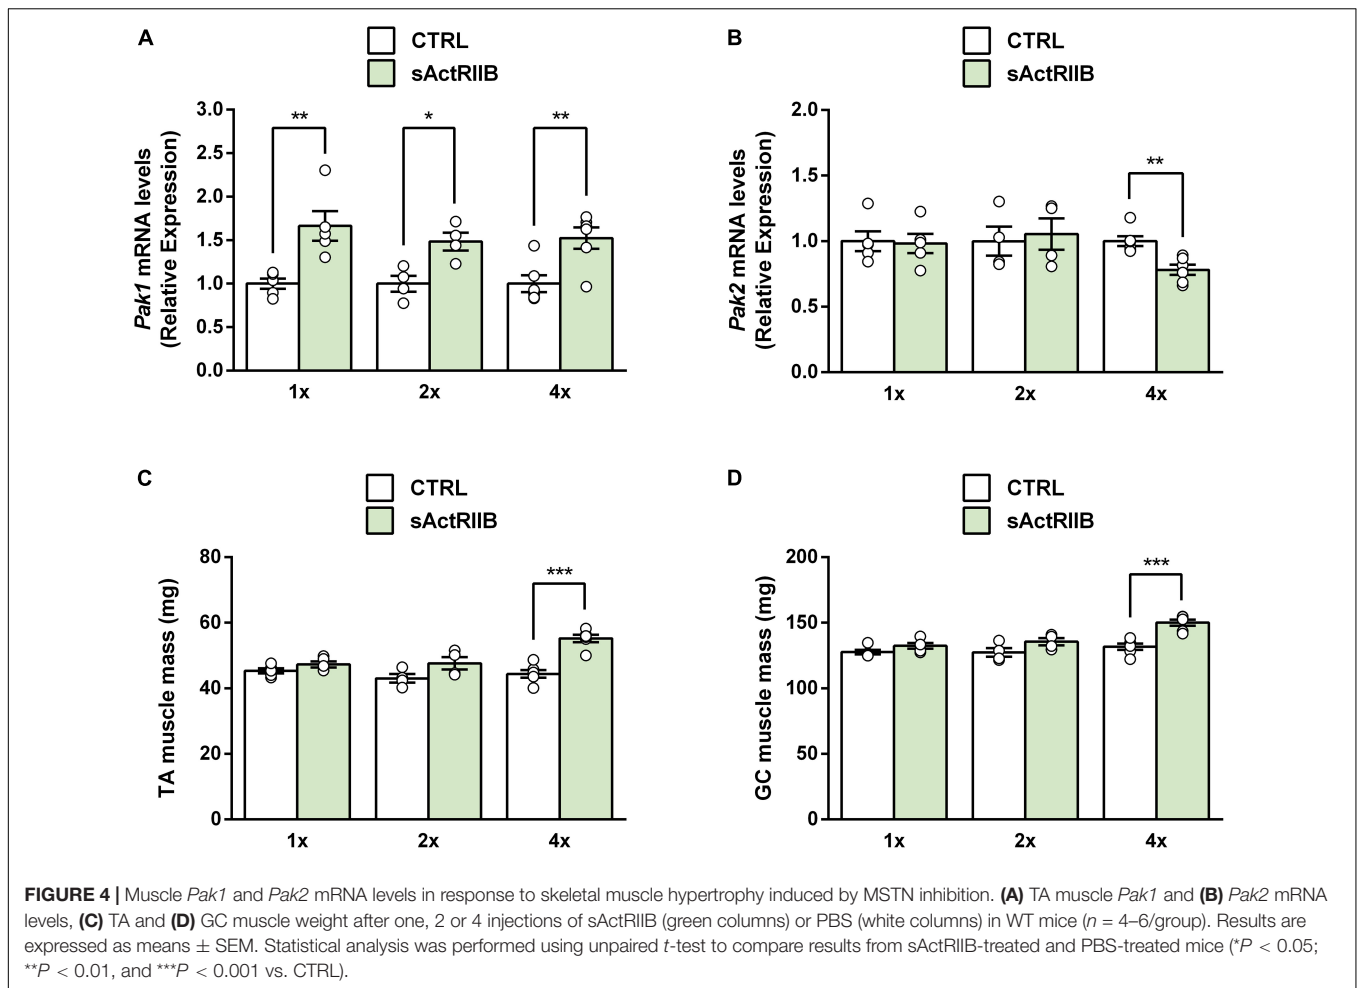 A
CTRL
sActRIIB
Pak1 mRNA levels
(Relative Expression)
3.0
2.5
2.0
1.5
1.0
0.5
0.0
**
*
**
1x
2x
4x
B
CTRL
sActRIIB
Pak2 mRNA levels
(Relative Expression)
2.0
1.5
1.0
0.5
0.0
**
1x
2x
4x
C
CTRL
sActRIIB
TA muscle mass (mg)
80
60
40
20
0
***
1x
2x
4x
D
CTRL
sActRIIB
GC muscle mass (mg)
200
150
100
50
0
***
1x
2x
4x
FIGURE 4 | Muscle Pak1 and Pak2 mRNA levels in response to skeletal muscle hypertrophy induced by MSTN inhibition. (A) TA muscle Pak1 and (B) Pak2 mRNA
levels, (C) TA and (D) GC muscle weight after one, 2 or 4 injections of sActRIIB (green columns) or PBS (white columns) in WT mice (n = 4–6/group). Results are
expressed as means ± SEM. Statistical analysis was performed using unpaired t-test to compare results from sActRIIB-treated and PBS-treated mice (*P < 0.05;
**P < 0.01, and ***P < 0.001 vs. CTRL).